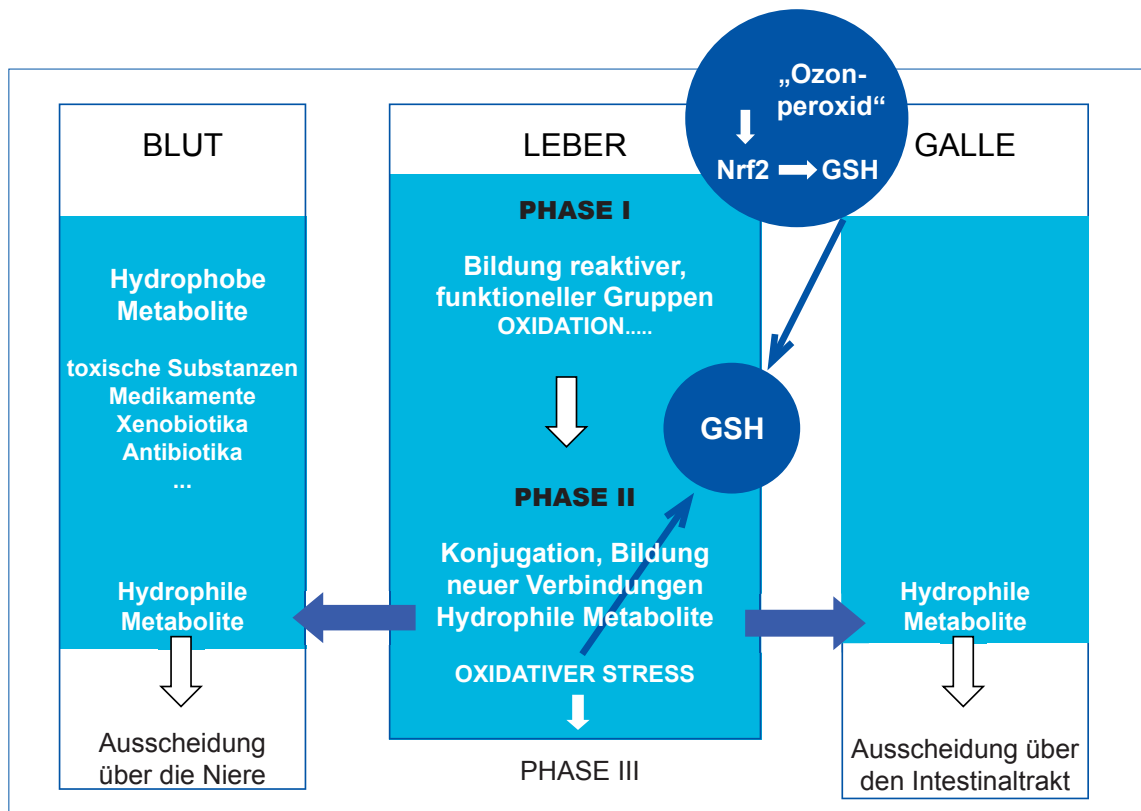 „Ozon-
peroxid“
Nrf2
GSH
BLUT
Hydrophobe
Metabolite
toxische Substanzen
Medikamente
Xenobiotika
Antibiotika
...
Hydrophile
Metabolite
Ausscheidung
über die Niere
LEBER
PHASE I
Bildung reaktiver,
funktioneller Gruppen
OXIDATION.....
GSH
PHASE II
Konjugation, Bildung
neuer Verbindungen
Hydrophile Metabolite
OXIDATIVER STRESS
PHASE III
GALLE
Hydrophile
Metabolite
Ausscheidung über
den Intestinaltrakt